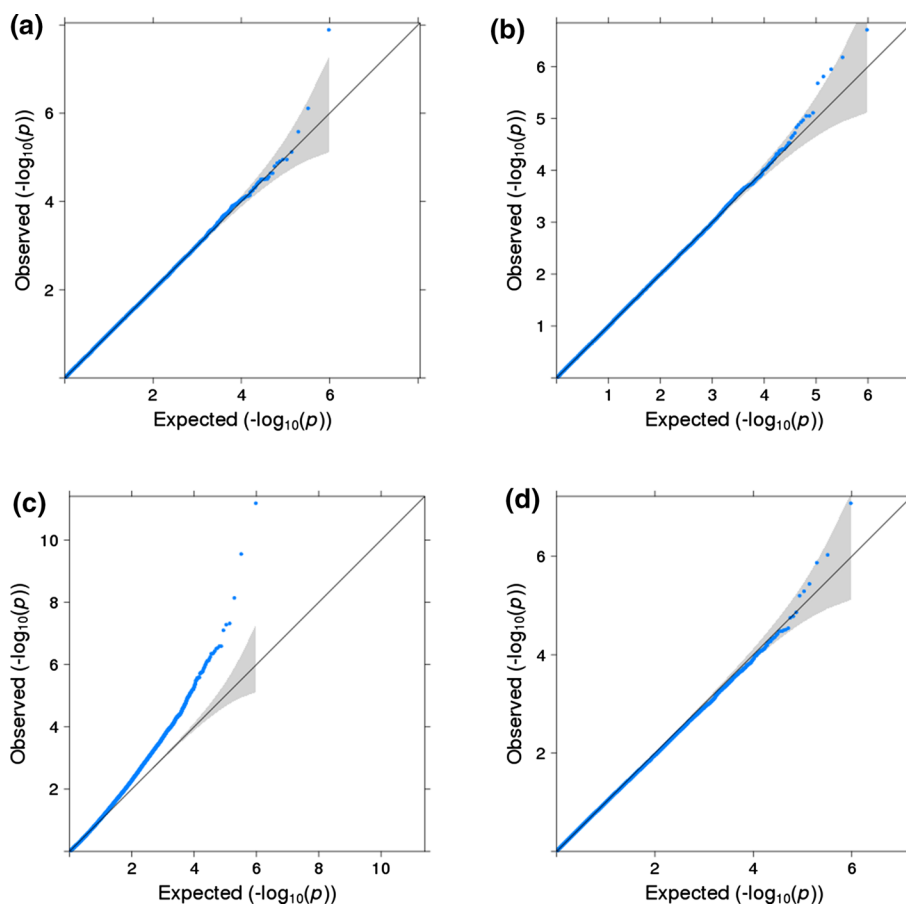 (a)
Observed (-log10(p))
6
4
2
2 4 6 8
Expected (-log10(p))
(b)
Observed (-log10(p))
6
5
4
3
2
1
1 2 3 4 5 6
Expected (-log10(p))
(c)
Observed (-log10(p))
10
8
6
4
2
2 4 6 8 10
Expected (-log10(p))
(d)
Observed (-log10(p))
6
4
2
2 4 6
Expected (-log10(p))